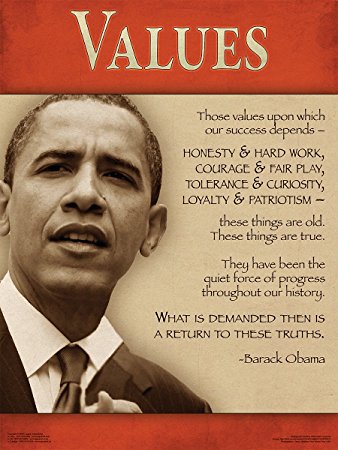 VALUES
Those values upon which
our success depends –
HONESTY & HARD WORK,
COURAGE & FAIR PLAY,
TOLERANCE & CURIOSITY,
LOYALTY & PATRIOTISM –
these things are old.
These things are true.
They have been the
quiet force of progress
throughout our history.
WHAT IS DEMANDED THEN IS
A RETURN TO THESE TRUTHS.
-Barack Obama